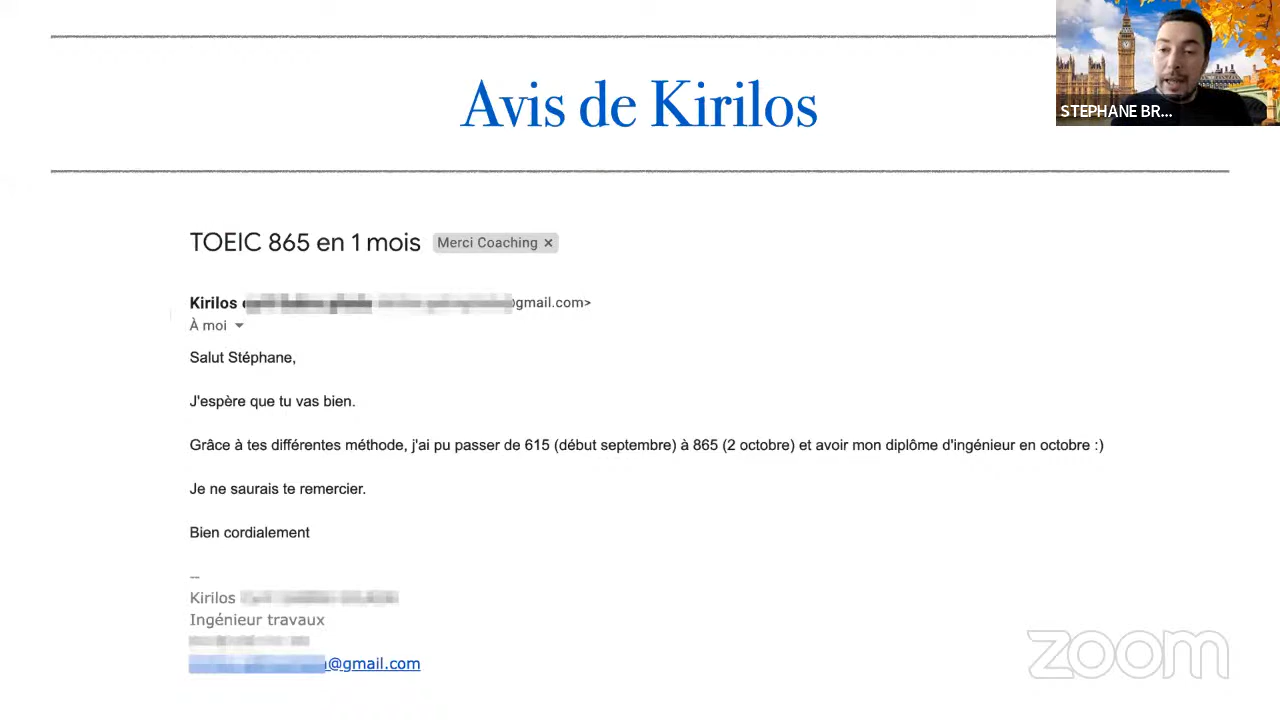 Avis de Kirilos
STEPHANE BR...
TOEIC 865 en 1 mois Merci Coaching ×
Kirilos @gmail.com>
À moi
Salut Stéphane,
J'espère que tu vas bien.
Grâce à tes différentes méthode, j'ai pu passer de 615 (début septembre) à 865 (2 octobre) et avoir mon diplôme d'ingénieur en octobre :)
Je ne saurais te remercier.
Bien cordialement
--
Kirilos
Ingénieur travaux
@gmail.com
zoom